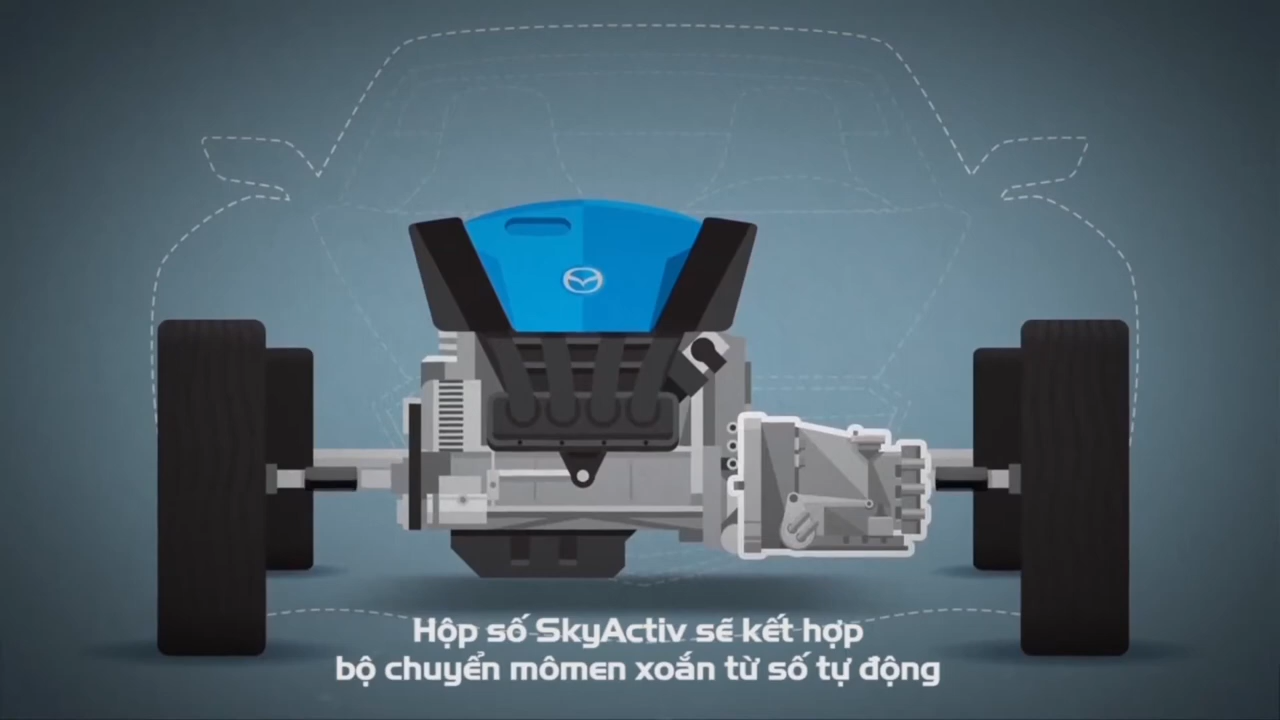 Hộp số SkyActiv sẽ kết hợp
bộ chuyển mômen xoắn từ số tự động